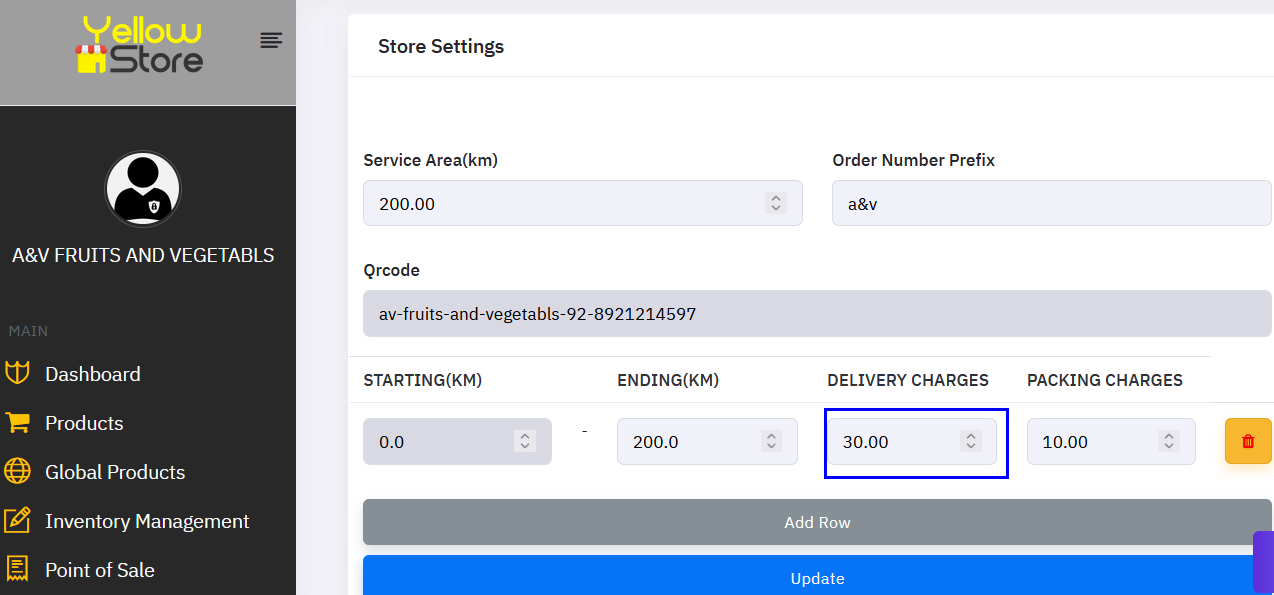 Yellow
Store
Store Settings
A&V FRUITS AND VEGETABLS
MAIN
Dashboard
Products
Global Products
Inventory Management
Point of Sale
Service Area(km)
Order Number Prefix
200.00
a&v
Qrcode
av-fruits-and-vegetabls-92-8921214597
STARTING(KM) ENDING(KM) DELIVERY CHARGES PACKING CHARGES
0.0 - 200.0 30.00 10.00
Add Row
Update